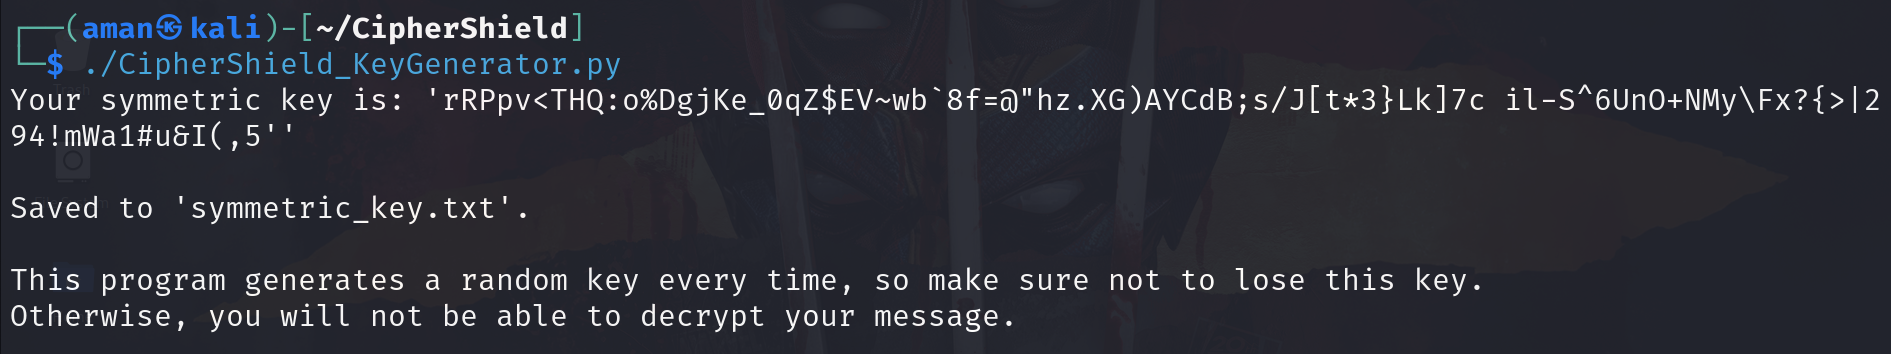 ┌──(aman㉿kali)-[~/CipherShield]
└─$ ./CipherShield_KeyGenerator.py
Your symmetric key is: 'rRPpv<THQ:o%DgjKe_0qZ$EV~wb`8f=@"hz.XG)AYCdB;s/J[t*3}Lk]7c il-S^6UnO+NMy\Fx?{>|2
94!mWa1#u&I(,5''
Saved to 'symmetric_key.txt'.
This program generates a random key every time, so make sure not to lose this key.
Otherwise, you will not be able to decrypt your message.